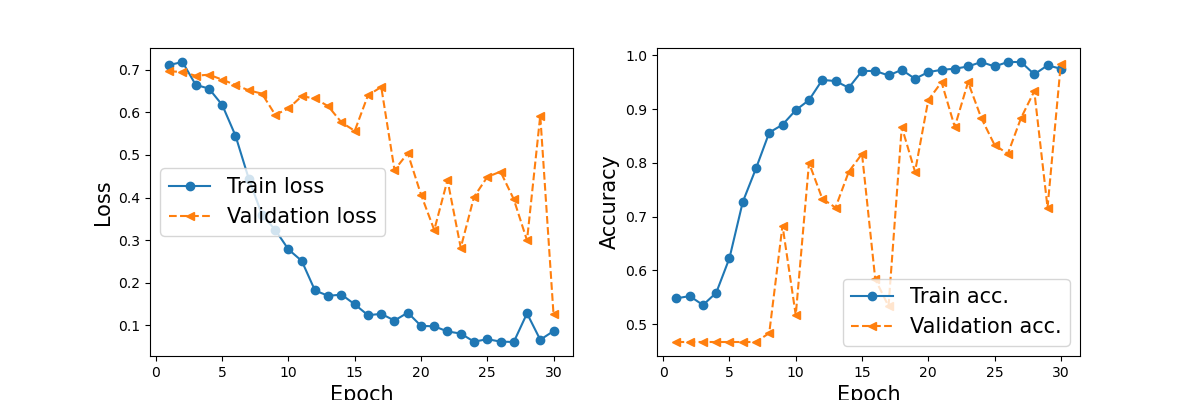 0.7
0.6
0.5
0.4
0.3
0.2
0.1
Loss
Train loss
Validation loss
0 5 10 15 20 25 30
Epoch
1.0
0.9
0.8
0.7
0.6
0.5
Accuracy
Train acc.
Validation acc.
0 5 10 15 20 25 30
Epoch